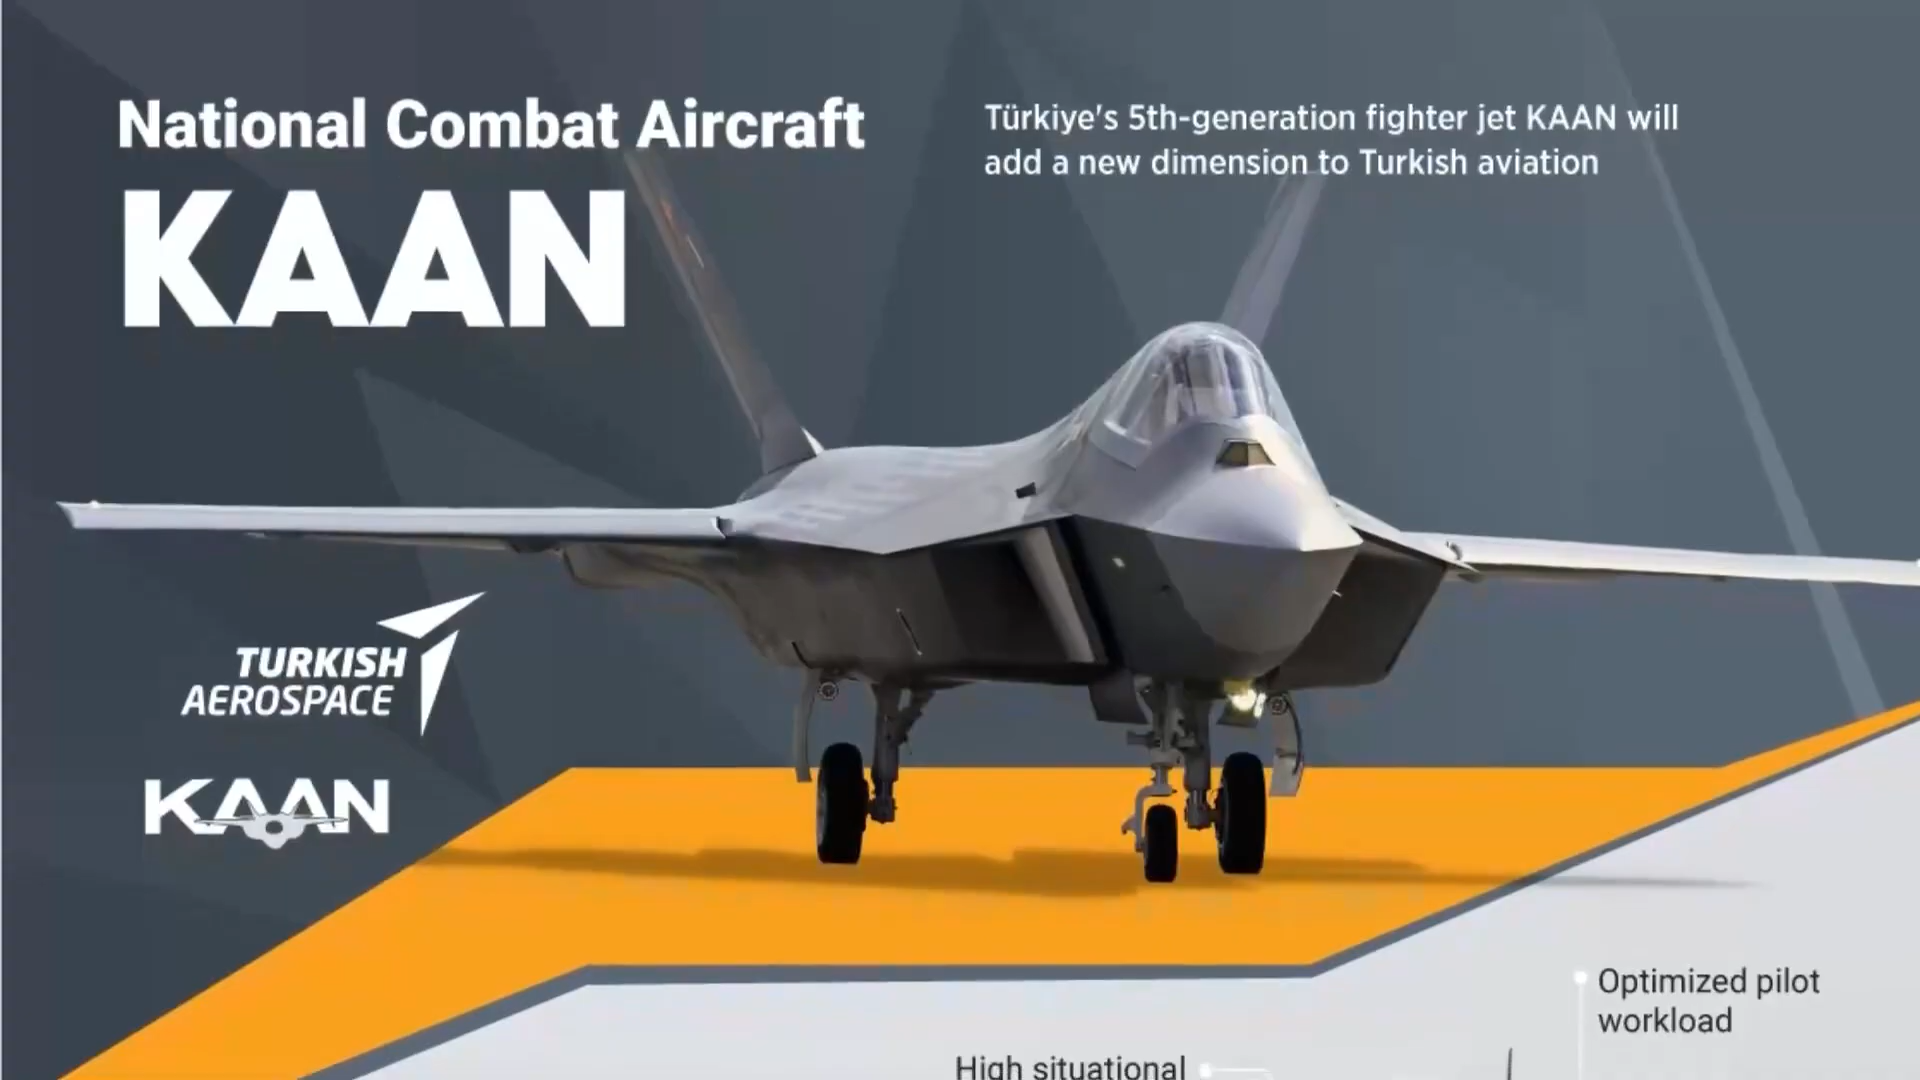 National Combat Aircraft
KAAN
Türkiye's 5th-generation fighter jet KAAN will
add a new dimension to Turkish aviation
TURKISH
AEROSPACE
KAAN
Optimized pilot
workload
High situational